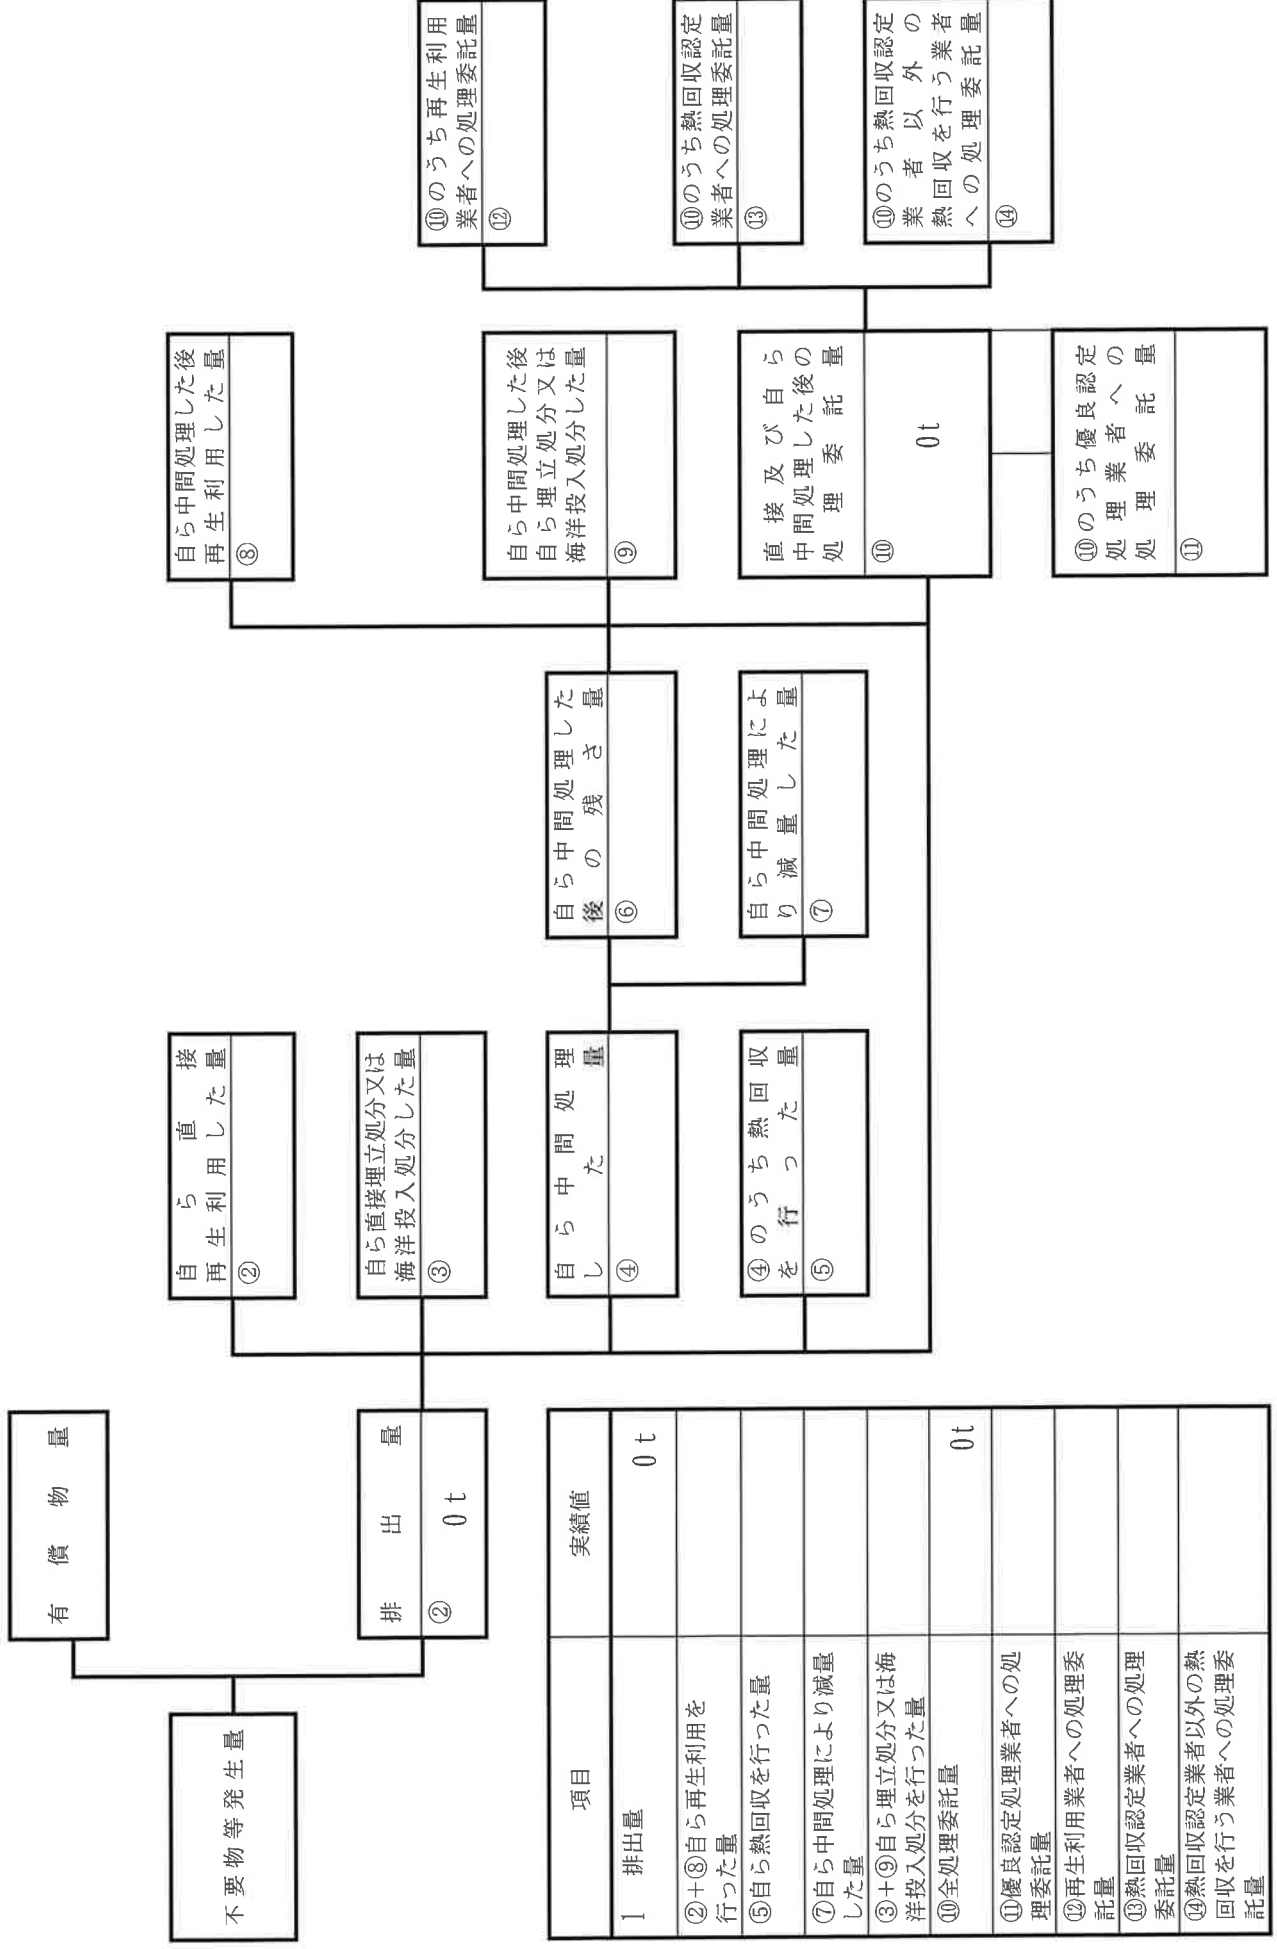 不要物等発生量
有償物量
排出量
②
0t
自ら直接
再生利用した量
②
自ら直接埋立処分又は
海洋投入処分した量
③
自ら中間処理
した量
④
④のうち熱回収
を行った量
⑤
自ら中間処理した
後の残さ量
⑥
自ら中間処理によ
り減量した量
⑦
自ら中間処理した後
再生利用した量
⑧
自ら中間処理した後
自ら埋立処分又は
海洋投入処分した量
⑨
直接及び自ら
中間処理した後の
処理委託量
⑩
0t
⑩のうち優良認定
処理業者への
処理委託量
⑪
⑩のうち再生利用
業者への処理委託量
⑫
⑩のうち熱回収認定
業者への処理委託量
⑬
⑩のうち熱回収認定
業者以外の
熱回収を行う業者
への処理委託量
⑭
項目 実績値
1 排出量 0t
②+⑧自ら再生利用を
行った量
⑤自ら熱回収を行った量
⑦自ら中間処理により減量
した量
③+⑨自ら埋立処分又は海
洋投入処分を行った量
⑩全処理委託量 0t
⑪優良認定処理業者への処
理委託量
⑫再生利用業者への処理委
託量
⑬熱回収認定業者への処理
委託量
⑭熱回収認定業者以外の熱
回収を行う業者への処理委
託量